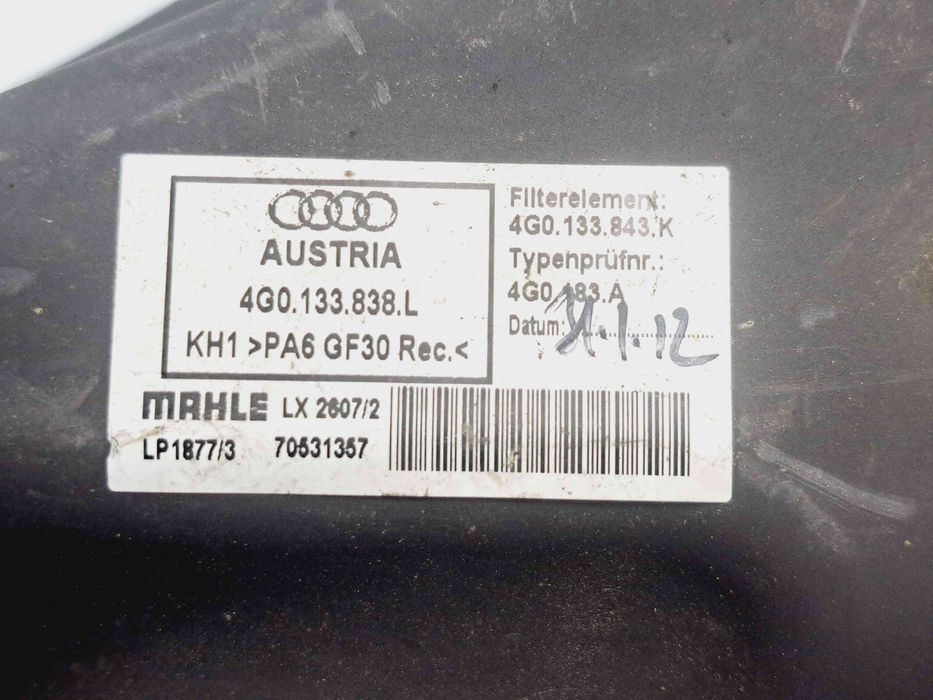 AUSTRIA
4G0.133.838.L
KH1 >PA6 GF30 Rec.<
Filterelement:
4G0.133.843.K
Typenprüfnr.:
4G0.183.A
Datum:
MAHLE LX 2607/2
LP1877/3 70531357